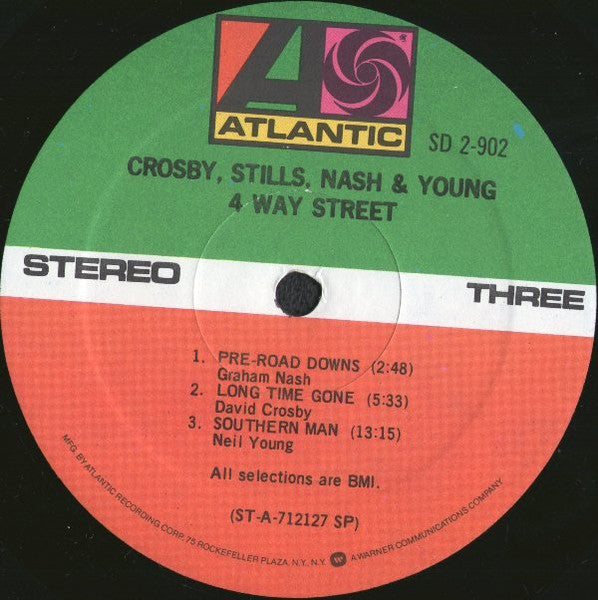 ATLANTIC
SD 2-902
CROSBY, STILLS, NASH & YOUNG
4 WAY STREET
STEREO
THREE
1. PRE-ROAD DOWNS (2:48)
Graham Nash
2. LONG TIME GONE (5:33)
David Crosby
3. SOUTHERN MAN (13:15)
Neil Young
All selections are BMI.
(ST-A-712127 SP)
MFG. BY ATLANTIC RECORDING CORP., 75 ROCKEFELLER PLAZA, N.Y., N.Y. W A WARNER COMMUNICATIONS COMPANY